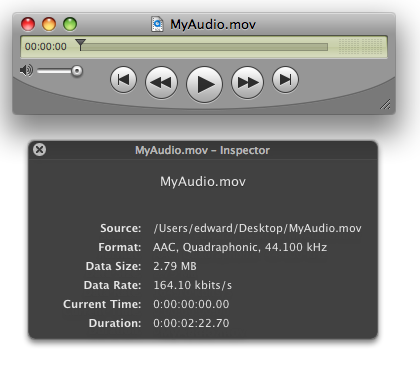 MyAudio.mov
00:00:00
MyAudio.mov – Inspector
MyAudio.mov
Source: /Users/edward/Desktop/MyAudio.mov
Format: AAC, Quadraphonic, 44.100 kHz
Data Size: 2.79 MB
Data Rate: 164.10 kbits/s
Current Time: 0:00:00:00.00
Duration: 0:00:02:22.70